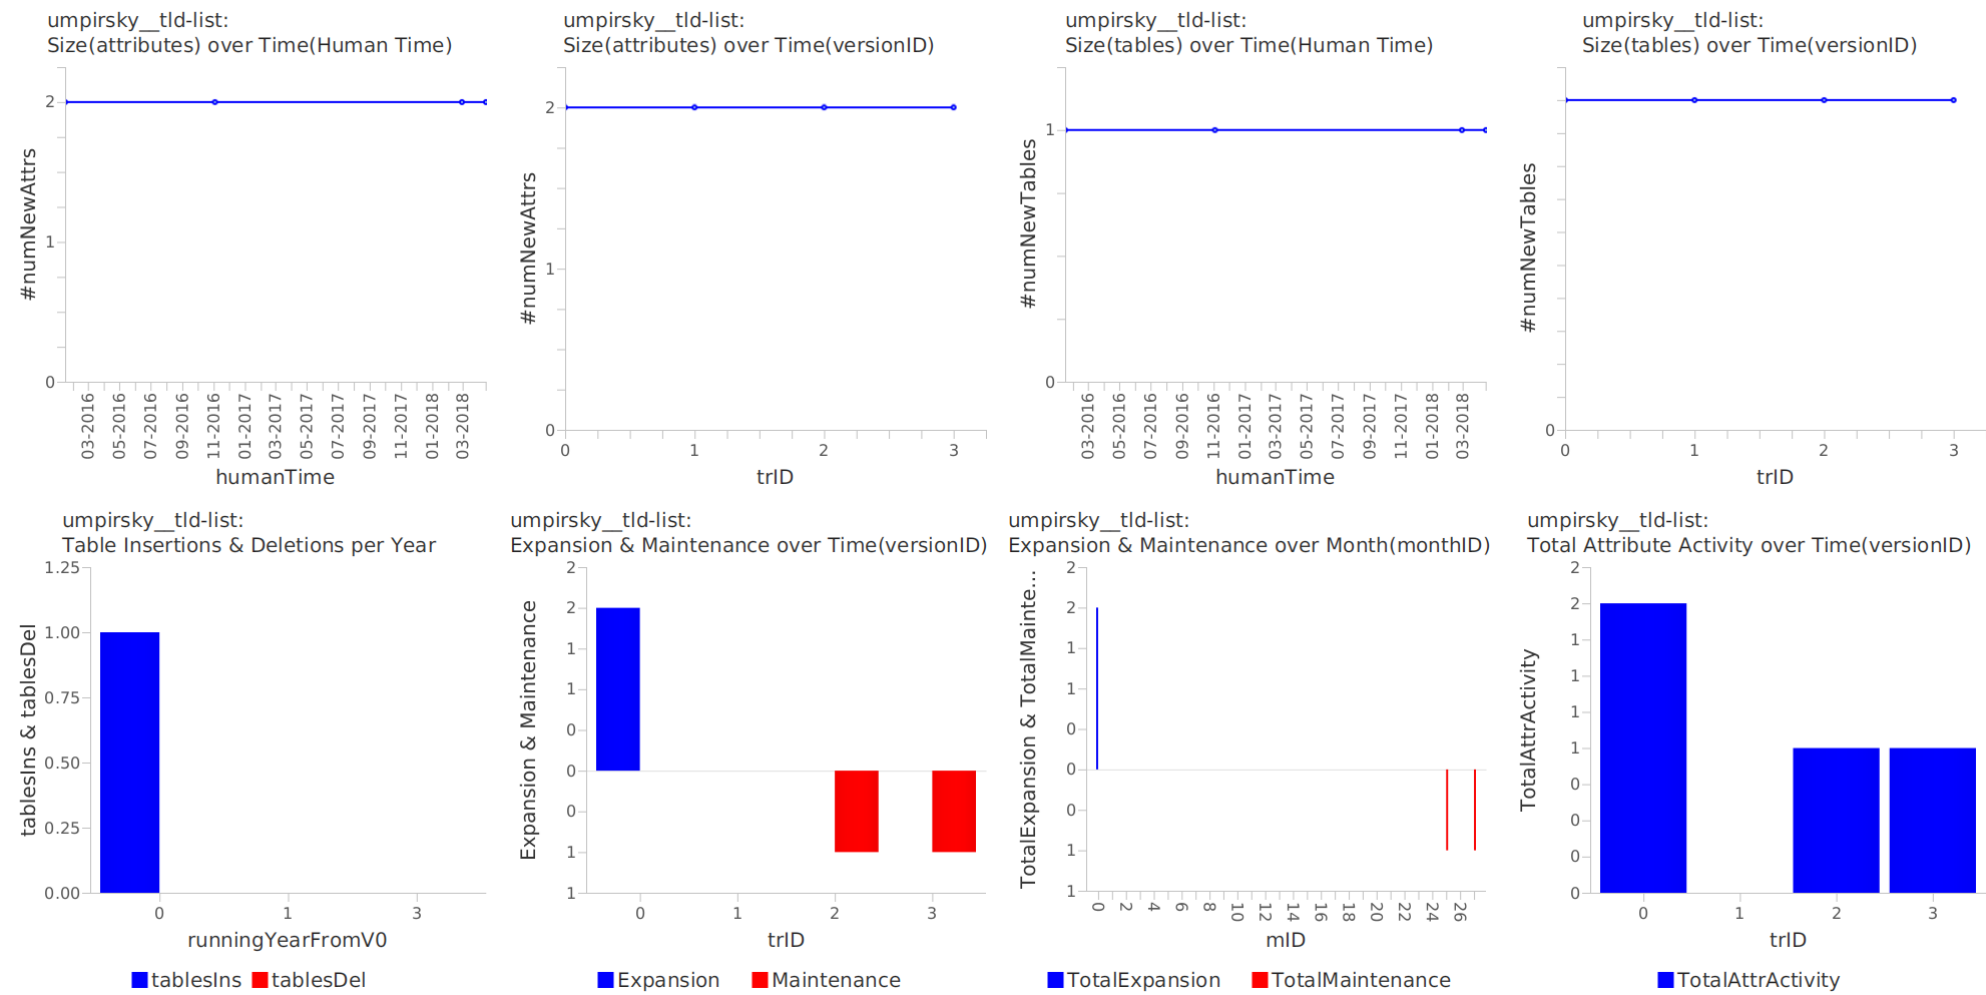 umpirsky__tld-list:
Size(attributes) over Time(Human Time)
#numNewAttrs
2
1
0
03-2016 05-2016 07-2016 09-2016 11-2016 01-2017 03-2017 05-2017 07-2017 09-2017 11-2017 01-2018 03-2018
humanTime
umpirsky__tld-list:
Size(attributes) over Time(versionID)
#numNewAttrs
2
1
0
0 1 2 3
trID
umpirsky__tld-list:
Size(tables) over Time(Human Time)
#numNewTables
1
0
03-2016 05-2016 07-2016 09-2016 11-2016 01-2017 03-2017 05-2017 07-2017 09-2017 11-2017 01-2018 03-2018
humanTime
umpirsky__tld-list:
Size(tables) over Time(versionID)
#numNewTables
0
0 1 2 3
trID
umpirsky__tld-list:
Table Insertions & Deletions per Year
tablesIns & tablesDel
1.25
1.00
0.75
0.50
0.25
0.00
0 1 3
runningYearFromV0
tablesIns tablesDel
umpirsky__tld-list:
Expansion & Maintenance over Time(versionID)
Expansion & Maintenance
2
2
1
1
0
0
0
1
1
0 1 2 3
trID
Expansion Maintenance
umpirsky__tld-list:
Expansion & Maintenance over Month(monthID)
TotalExpansion & TotalMainte...
2
2
1
1
0
0
0
1
1
0 2 4 6 8 10 12 14 16 18 20 22 24 26
mID
TotalExpansion TotalMaintenance
umpirsky__tld-list:
Total Attribute Activity over Time(versionID)
TotalAttrActivity
2
2
1
1
1
1
0
0
0
0
0 1 2 3
trID
TotalAttrActivity